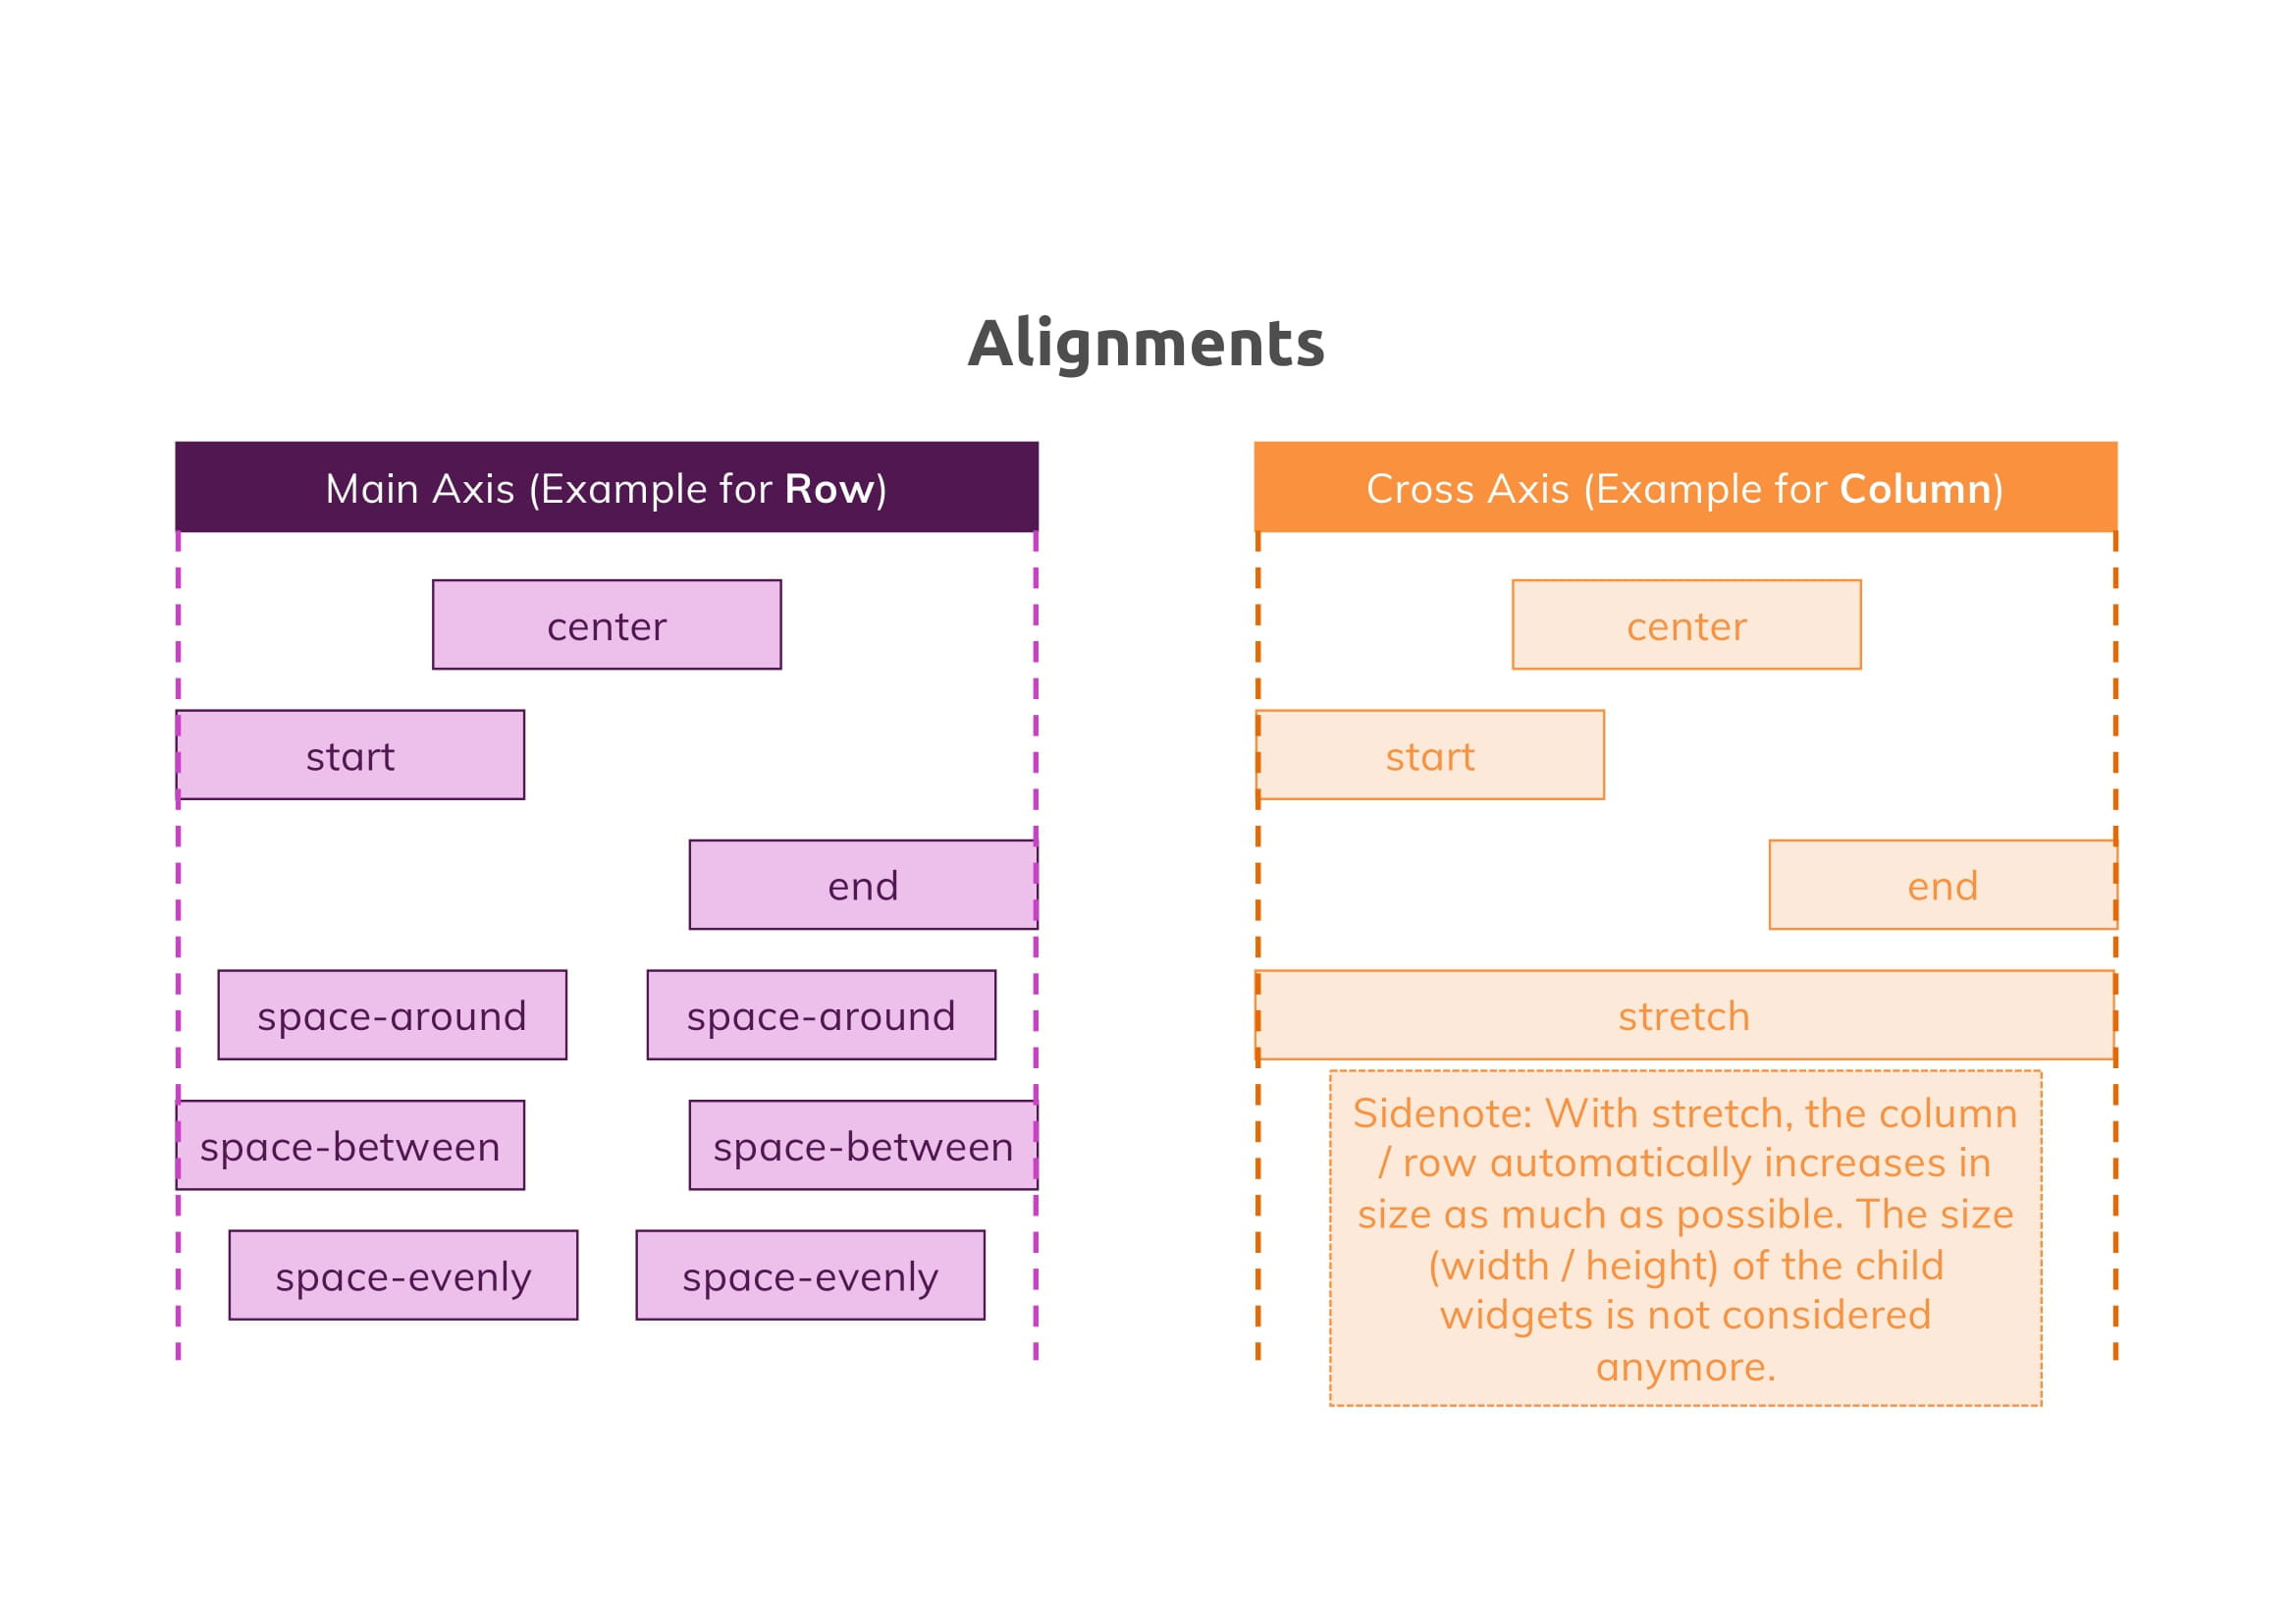 Alignments
Main Axis (Example for Row)
center
start
end
space-around
space-around
space-between
space-between
space-evenly
space-evenly
Cross Axis (Example for Column)
center
start
end
stretch
Sidenote: With stretch, the column
/ row automatically increases in
size as much as possible. The size
(width / height) of the child
widgets is not considered
anymore.